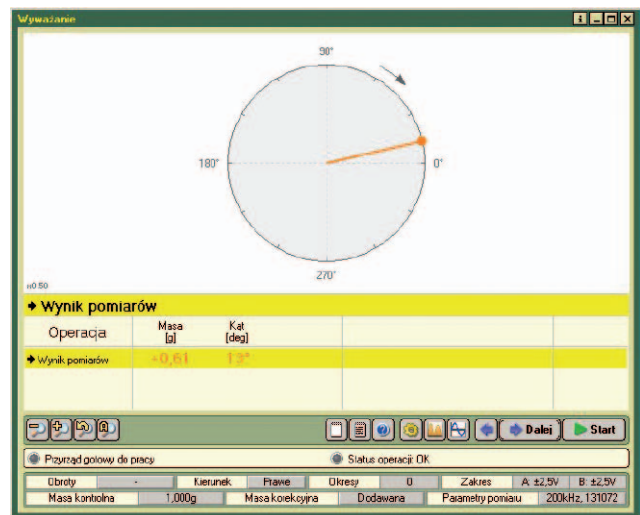 Wyważanie
90°
180°
0°
270°
n0.50
Wynik pomiarów
Operacja Masa [g] Kąt [deg]
Wynik pomiarów +0,61 13°
Dalej Start
Przyrząd gotowy do pracy Status operacji: OK
Obroty - Kierunek Prawe Okresy 0 Zakres A: ±2,5V B: ±2,5V
Masa kontrolna 1,000g Masa korekcyjna Dodawana Parametry pomiaru 200kHz, 131072